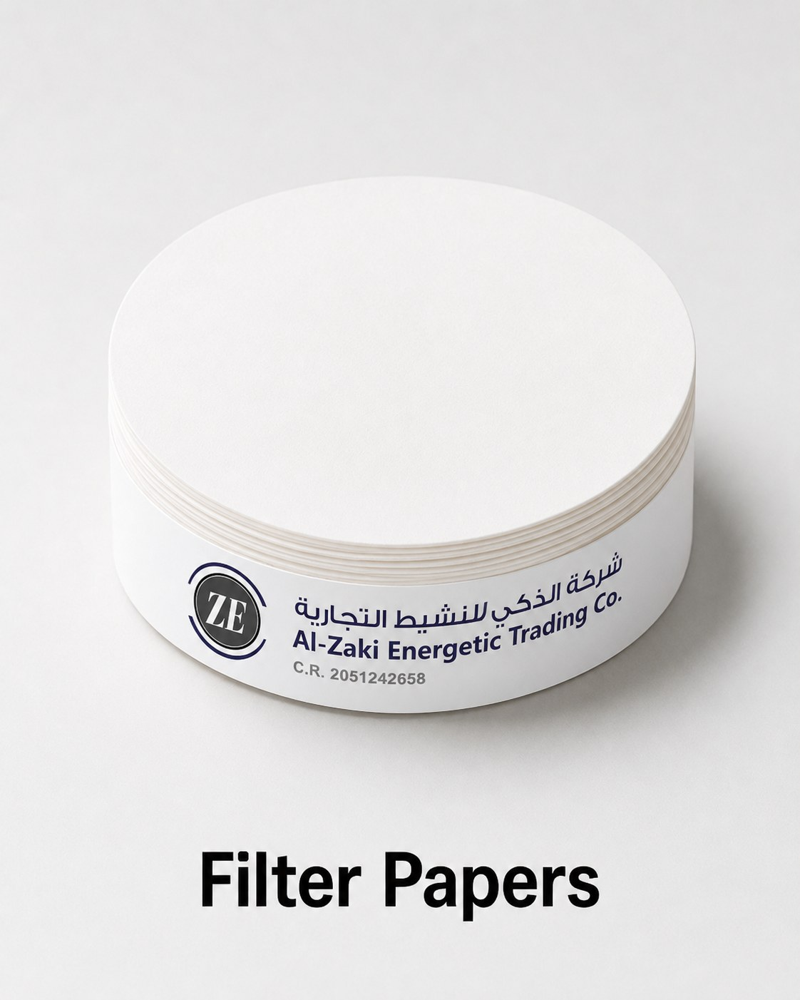 ZE
شركة الذكي للنشيط التجارية
Al-Zaki Energetic Trading Co.
C.R. 2051242658
Filter Papers